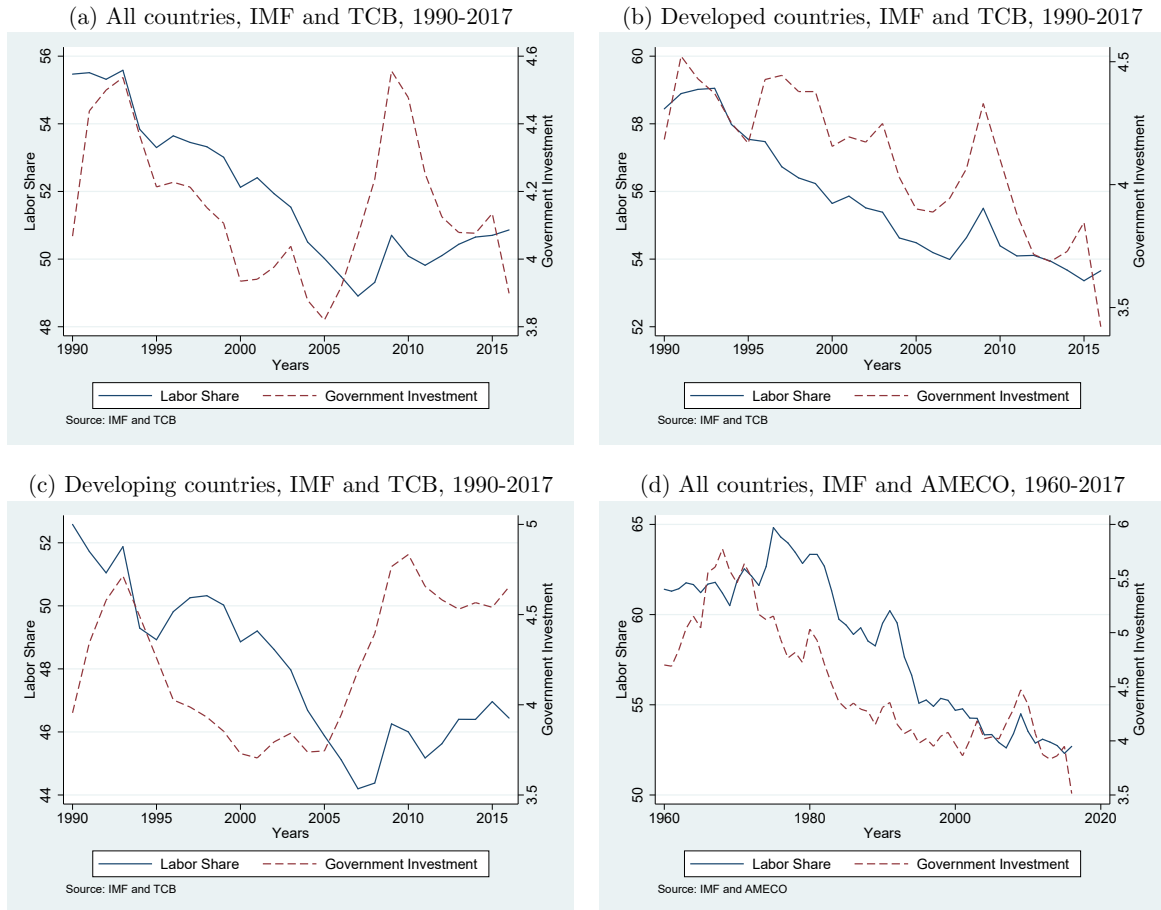 (a) All countries, IMF and TCB, 1990-2017
56
54
52
50
48
Labor Share
4.6
4.4
4.2
4
3.8
Government Investment
1990 1995 2000 2005 2010 2015
Years
Labor Share Government Investment
Source: IMF and TCB
(b) Developed countries, IMF and TCB, 1990-2017
60
58
56
54
52
Labor Share
4.5
4
3.5
Government Investment
1990 1995 2000 2005 2010 2015
Years
Labor Share Government Investment
Source: IMF and TCB
(c) Developing countries, IMF and TCB, 1990-2017
52
50
48
46
44
Labor Share
5
4.5
4
3.5
Government Investment
1990 1995 2000 2005 2010 2015
Years
Labor Share Government Investment
Source: IMF and TCB
(d) All countries, IMF and AMECO, 1960-2017
65
60
55
50
Labor Share
6
5.5
5
4.5
4
3.5
Government Investment
1960 1980 2000 2020
Years
Labor Share Government Investment
Source: IMF and AMECO